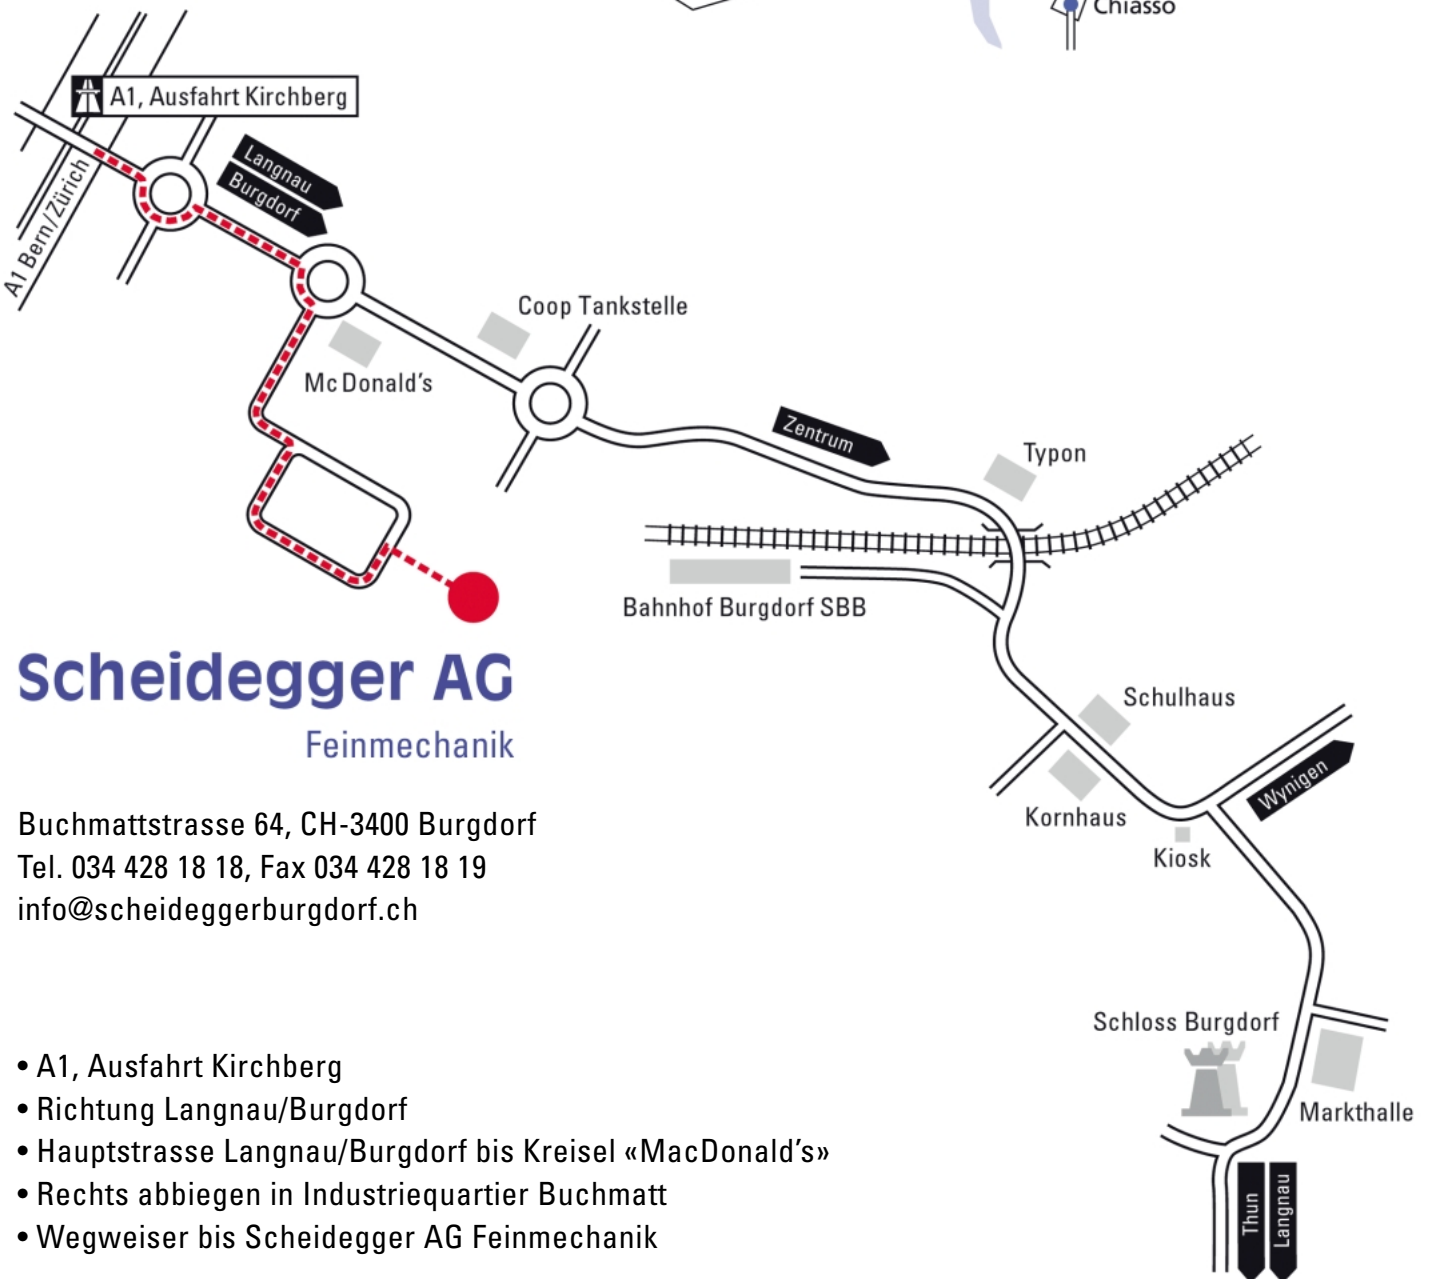 Chiasso
A1, Ausfahrt Kirchberg
Langnau
Burgdorf
A1 Bern/Zürich
Coop Tankstelle
Mc Donald's
Zentrum
Typon
Bahnhof Burgdorf SBB
Scheidegger AG
Feinmechanik
Schulhaus
Wynigen
Kornhaus
Kiosk
Buchmattstrasse 64, CH-3400 Burgdorf
Tel. 034 428 18 18, Fax 034 428 18 19
info@scheideggerburgdorf.ch
Schloss Burgdorf
Markthalle
Thun
Langnau
• A1, Ausfahrt Kirchberg
• Richtung Langnau/Burgdorf
• Hauptstrasse Langnau/Burgdorf bis Kreisel «MacDonald's»
• Rechts abbiegen in Industriequartier Buchmatt
• Wegweiser bis Scheidegger AG Feinmechanik